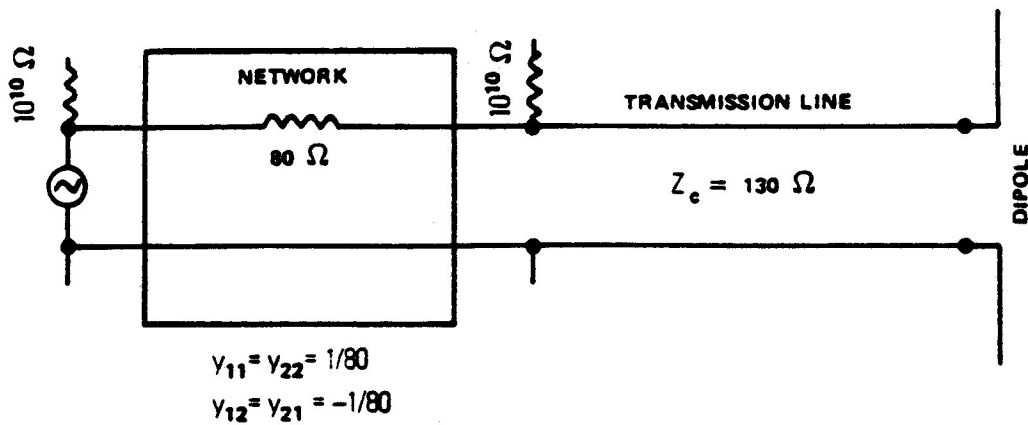 10¹⁰ Ω
NETWORK
80 Ω
10¹⁰ Ω
TRANSMISSION LINE
Z_c = 130 Ω
DIPOLE
y₁₁ = y₂₂ = 1/80
y₁₂ = y₂₁ = -1/80